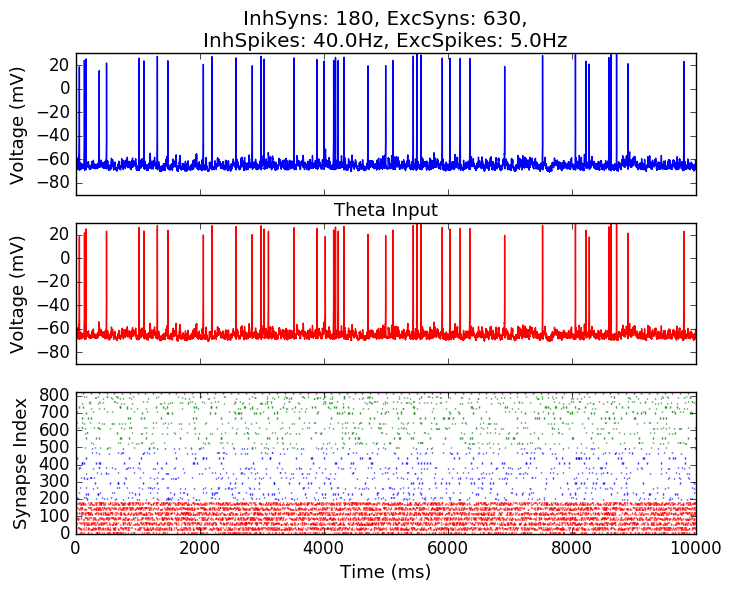 InhSyns: 180, ExcSyns: 630,
InhSpikes: 40.0Hz, ExcSpikes: 5.0Hz
20
0
−20
−40
−60
−80
Voltage (mV)
Theta Input
20
0
−20
−40
−60
−80
Voltage (mV)
800
700
600
500
400
300
200
100
0
Synapse Index
0 2000 4000 6000 8000 10000
Time (ms)